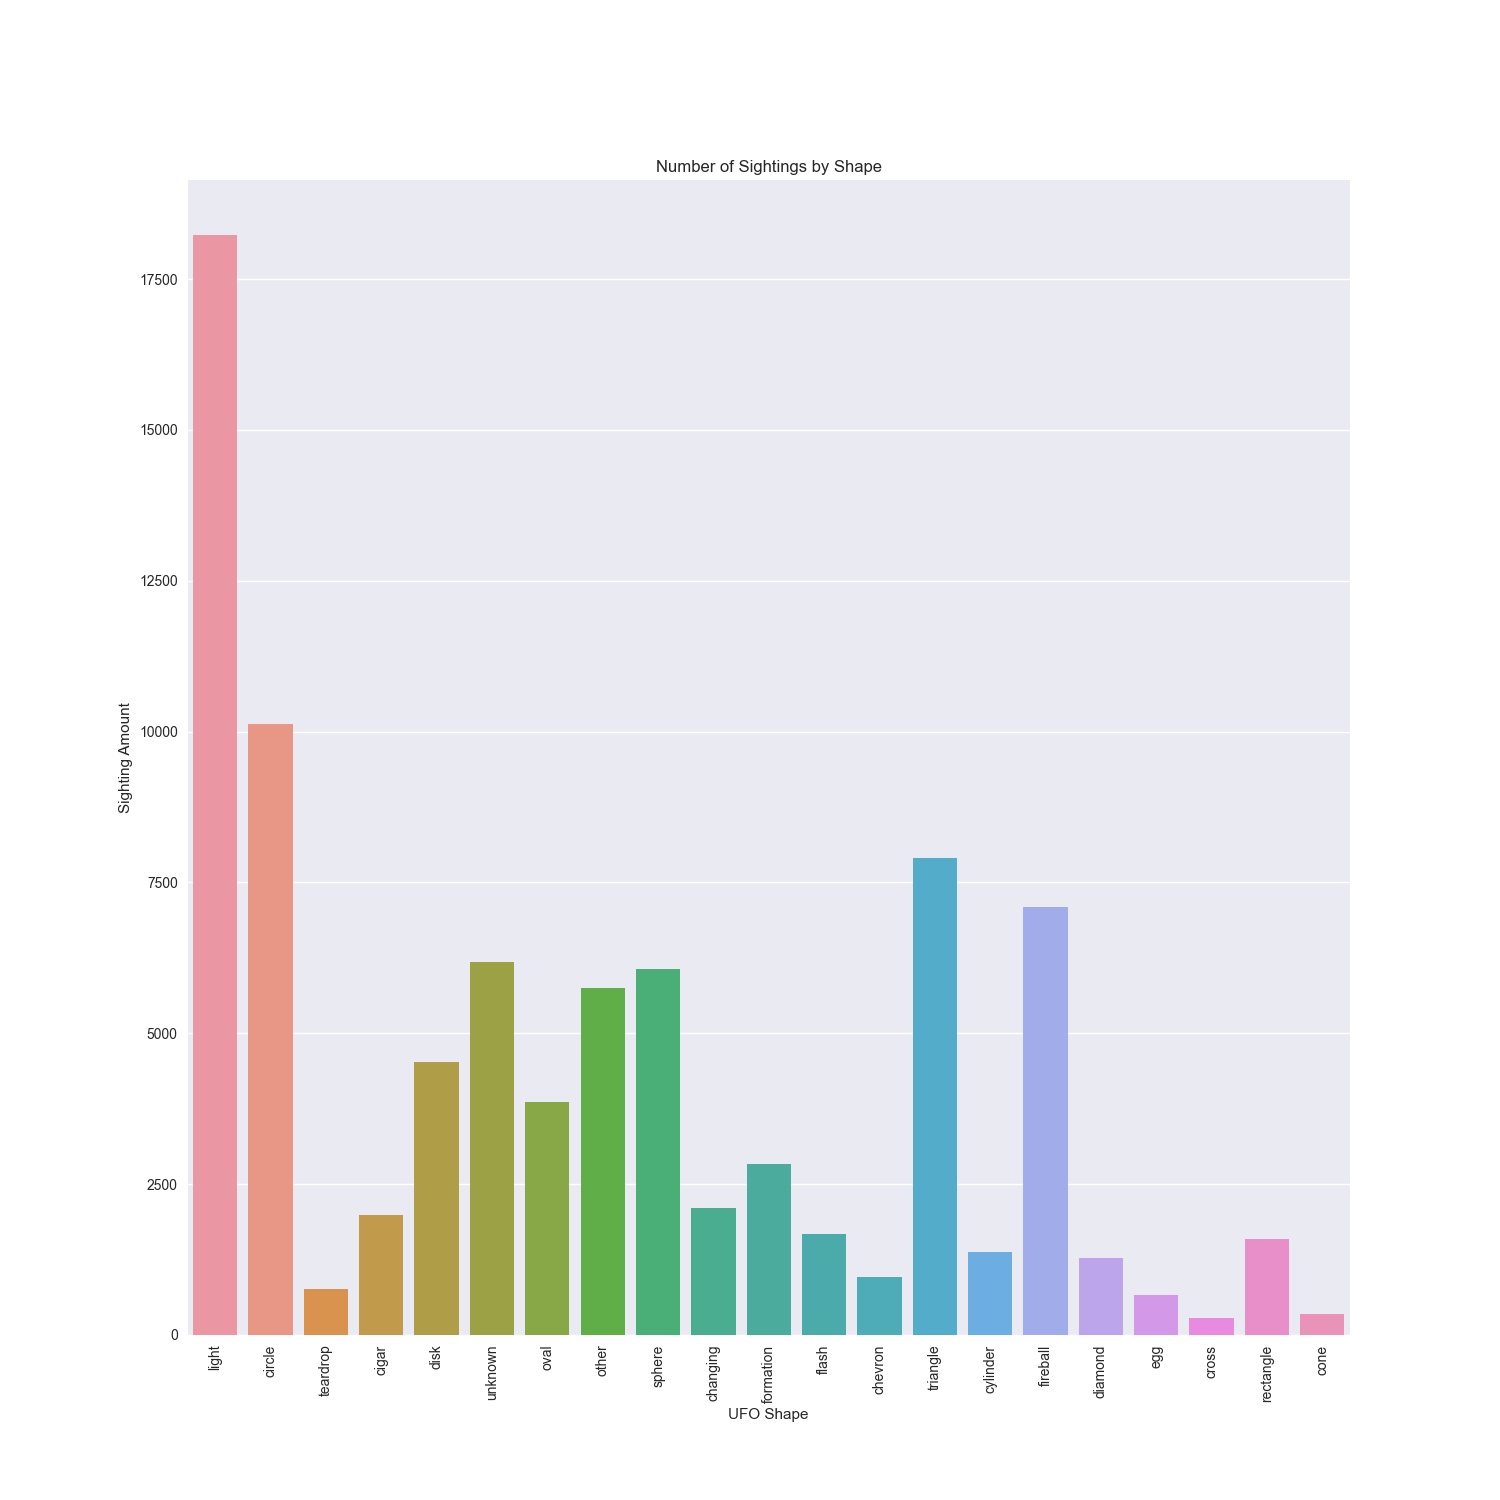 Number of Sightings by Shape
17500
15000
12500
10000
7500
5000
2500
0
Sighting Amount
light
circle
teardrop
cigar
disk
unknown
oval
other
sphere
changing
formation
flash
chevron
triangle
cylinder
fireball
diamond
egg
cross
rectangle
cone
UFO Shape